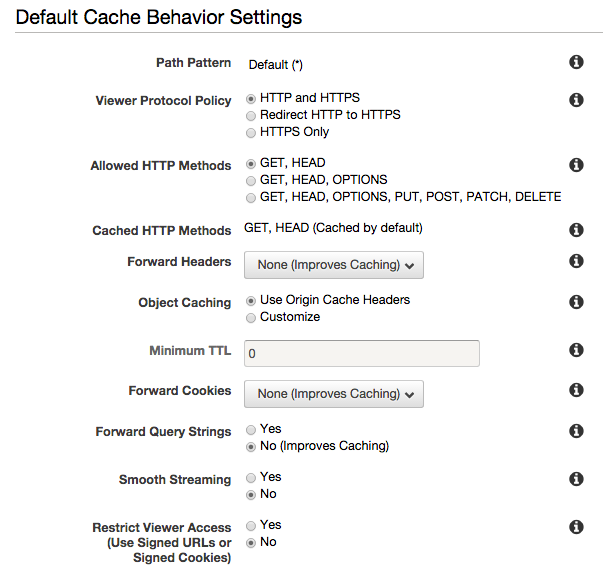 Default Cache Behavior Settings
Path Pattern Default (*)
Viewer Protocol Policy HTTP and HTTPS
Redirect HTTP to HTTPS
HTTPS Only
Allowed HTTP Methods GET, HEAD
GET, HEAD, OPTIONS
GET, HEAD, OPTIONS, PUT, POST, PATCH, DELETE
Cached HTTP Methods GET, HEAD (Cached by default)
Forward Headers None (Improves Caching)
Object Caching Use Origin Cache Headers
Customize
Minimum TTL 0
Forward Cookies None (Improves Caching)
Forward Query Strings Yes
No (Improves Caching)
Smooth Streaming Yes
No
Restrict Viewer Access Yes
(Use Signed URLs or No
Signed Cookies)